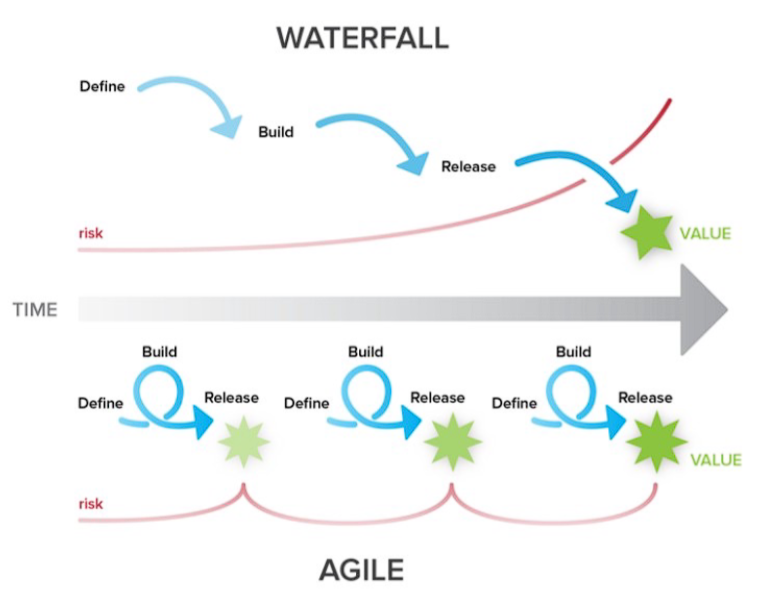 WATERFALL
Define
Build
Release
risk
VALUE
TIME
Build Build Build
Define Release Define Release Define Release
VALUE
risk
AGILE